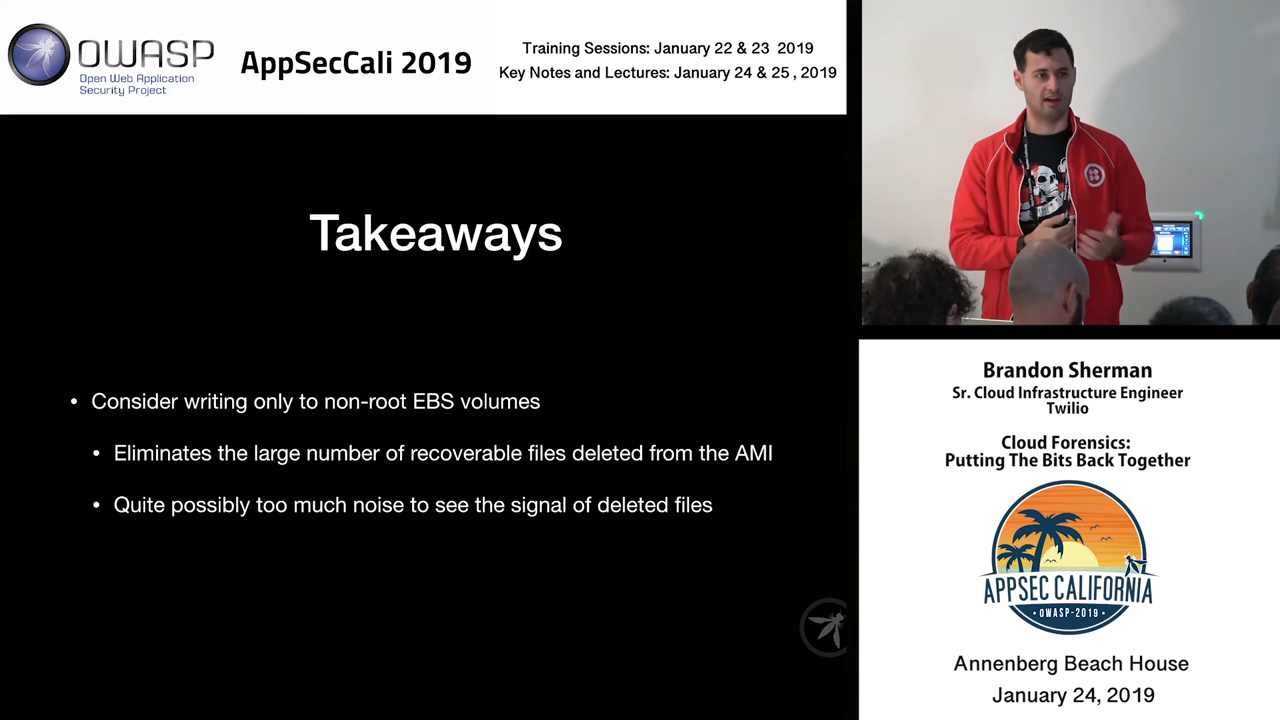 OWASP
Open Web Application
Security Project
AppSecCali 2019
Training Sessions: January 22 & 23 2019
Key Notes and Lectures: January 24 & 25 , 2019
Takeaways
• Consider writing only to non-root EBS volumes
• Eliminates the large number of recoverable files deleted from the AMI
• Quite possibly too much noise to see the signal of deleted files
Brandon Sherman
Sr. Cloud Infrastructure Engineer
Twilio
Cloud Forensics:
Putting The Bits Back Together
APPSEC CALIFORNIA
• OWASP-2019 •
Annenberg Beach House
January 24, 2019